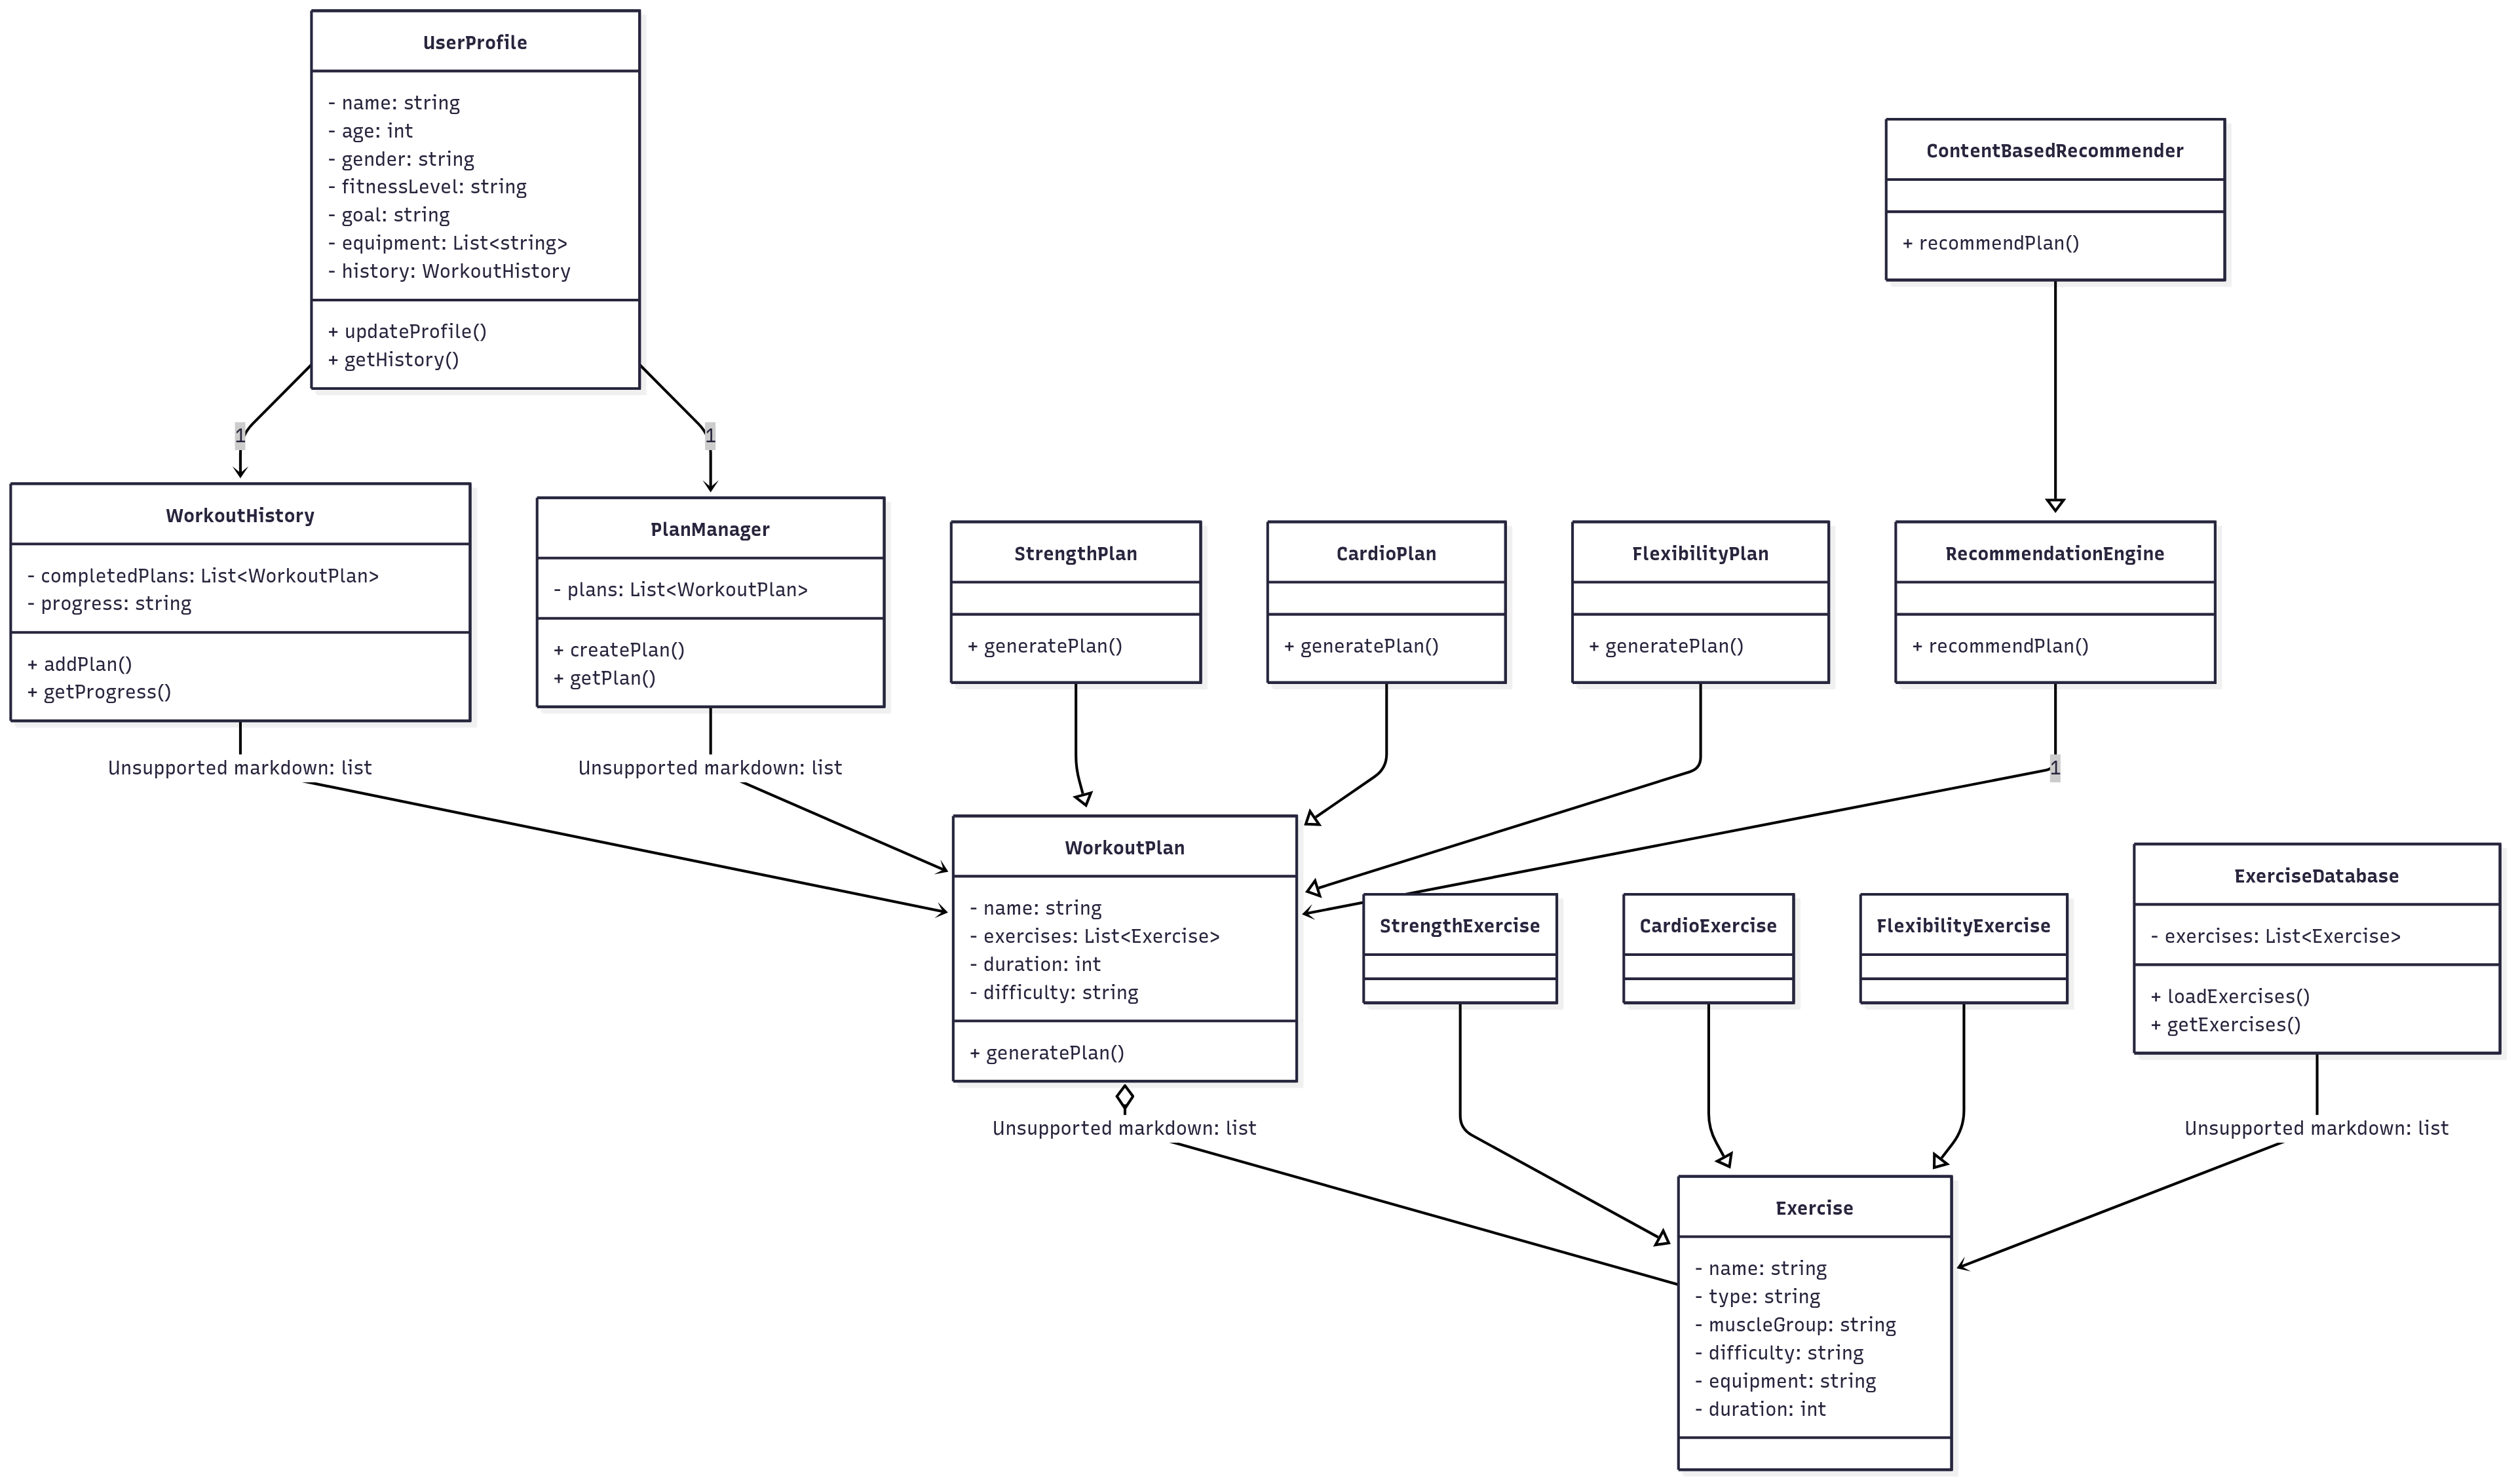 UserProfile
- name: string
- age: int
- gender: string
- fitnessLevel: string
- goal: string
- equipment: List<string>
- history: WorkoutHistory
+ updateProfile()
+ getHistory()
ContentBasedRecommender
+ recommendPlan()
1
1
WorkoutHistory
- completedPlans: List<WorkoutPlan>
- progress: string
+ addPlan()
+ getProgress()
PlanManager
- plans: List<WorkoutPlan>
+ createPlan()
+ getPlan()
StrengthPlan
+ generatePlan()
CardioPlan
+ generatePlan()
FlexibilityPlan
+ generatePlan()
RecommendationEngine
+ recommendPlan()
Unsupported markdown: list
Unsupported markdown: list
1
WorkoutPlan
- name: string
- exercises: List<Exercise>
- duration: int
- difficulty: string
+ generatePlan()
StrengthExercise
CardioExercise
FlexibilityExercise
ExerciseDatabase
- exercises: List<Exercise>
+ loadExercises()
+ getExercises()
Unsupported markdown: list
Unsupported markdown: list
Exercise
- name: string
- type: string
- muscleGroup: string
- difficulty: string
- equipment: string
- duration: int